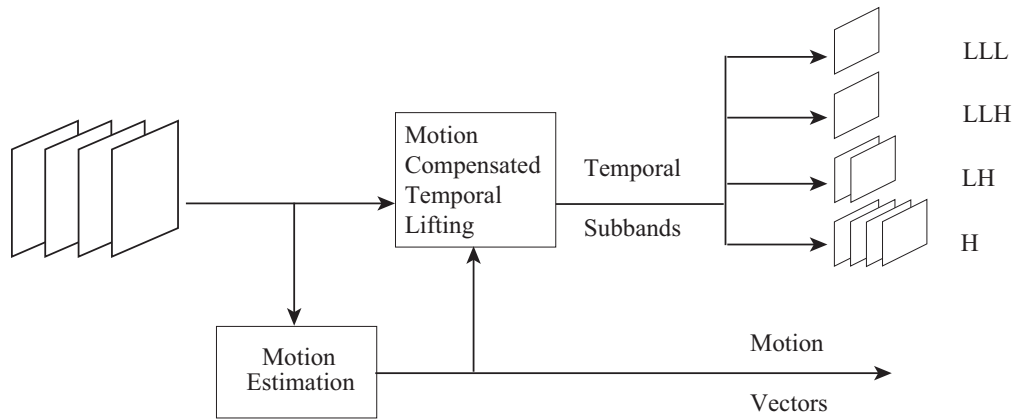 Motion
Compensated
Temporal
Lifting
Temporal
Subbands
LLL
LLH
LH
H
Motion
Estimation
Motion
Vectors